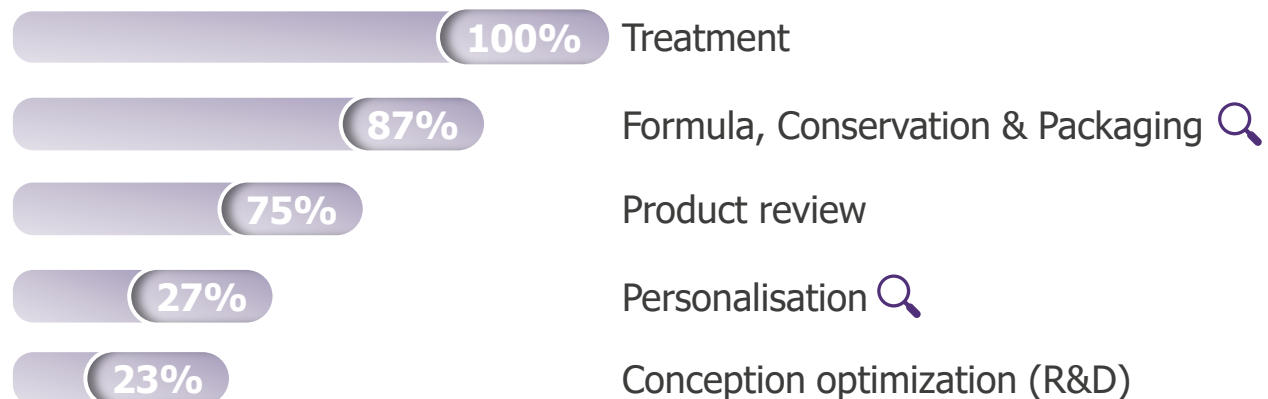 100% Treatment
87% Formula, Conservation & Packaging
75% Product review
27% Personalisation
23% Conception optimization (R&D)